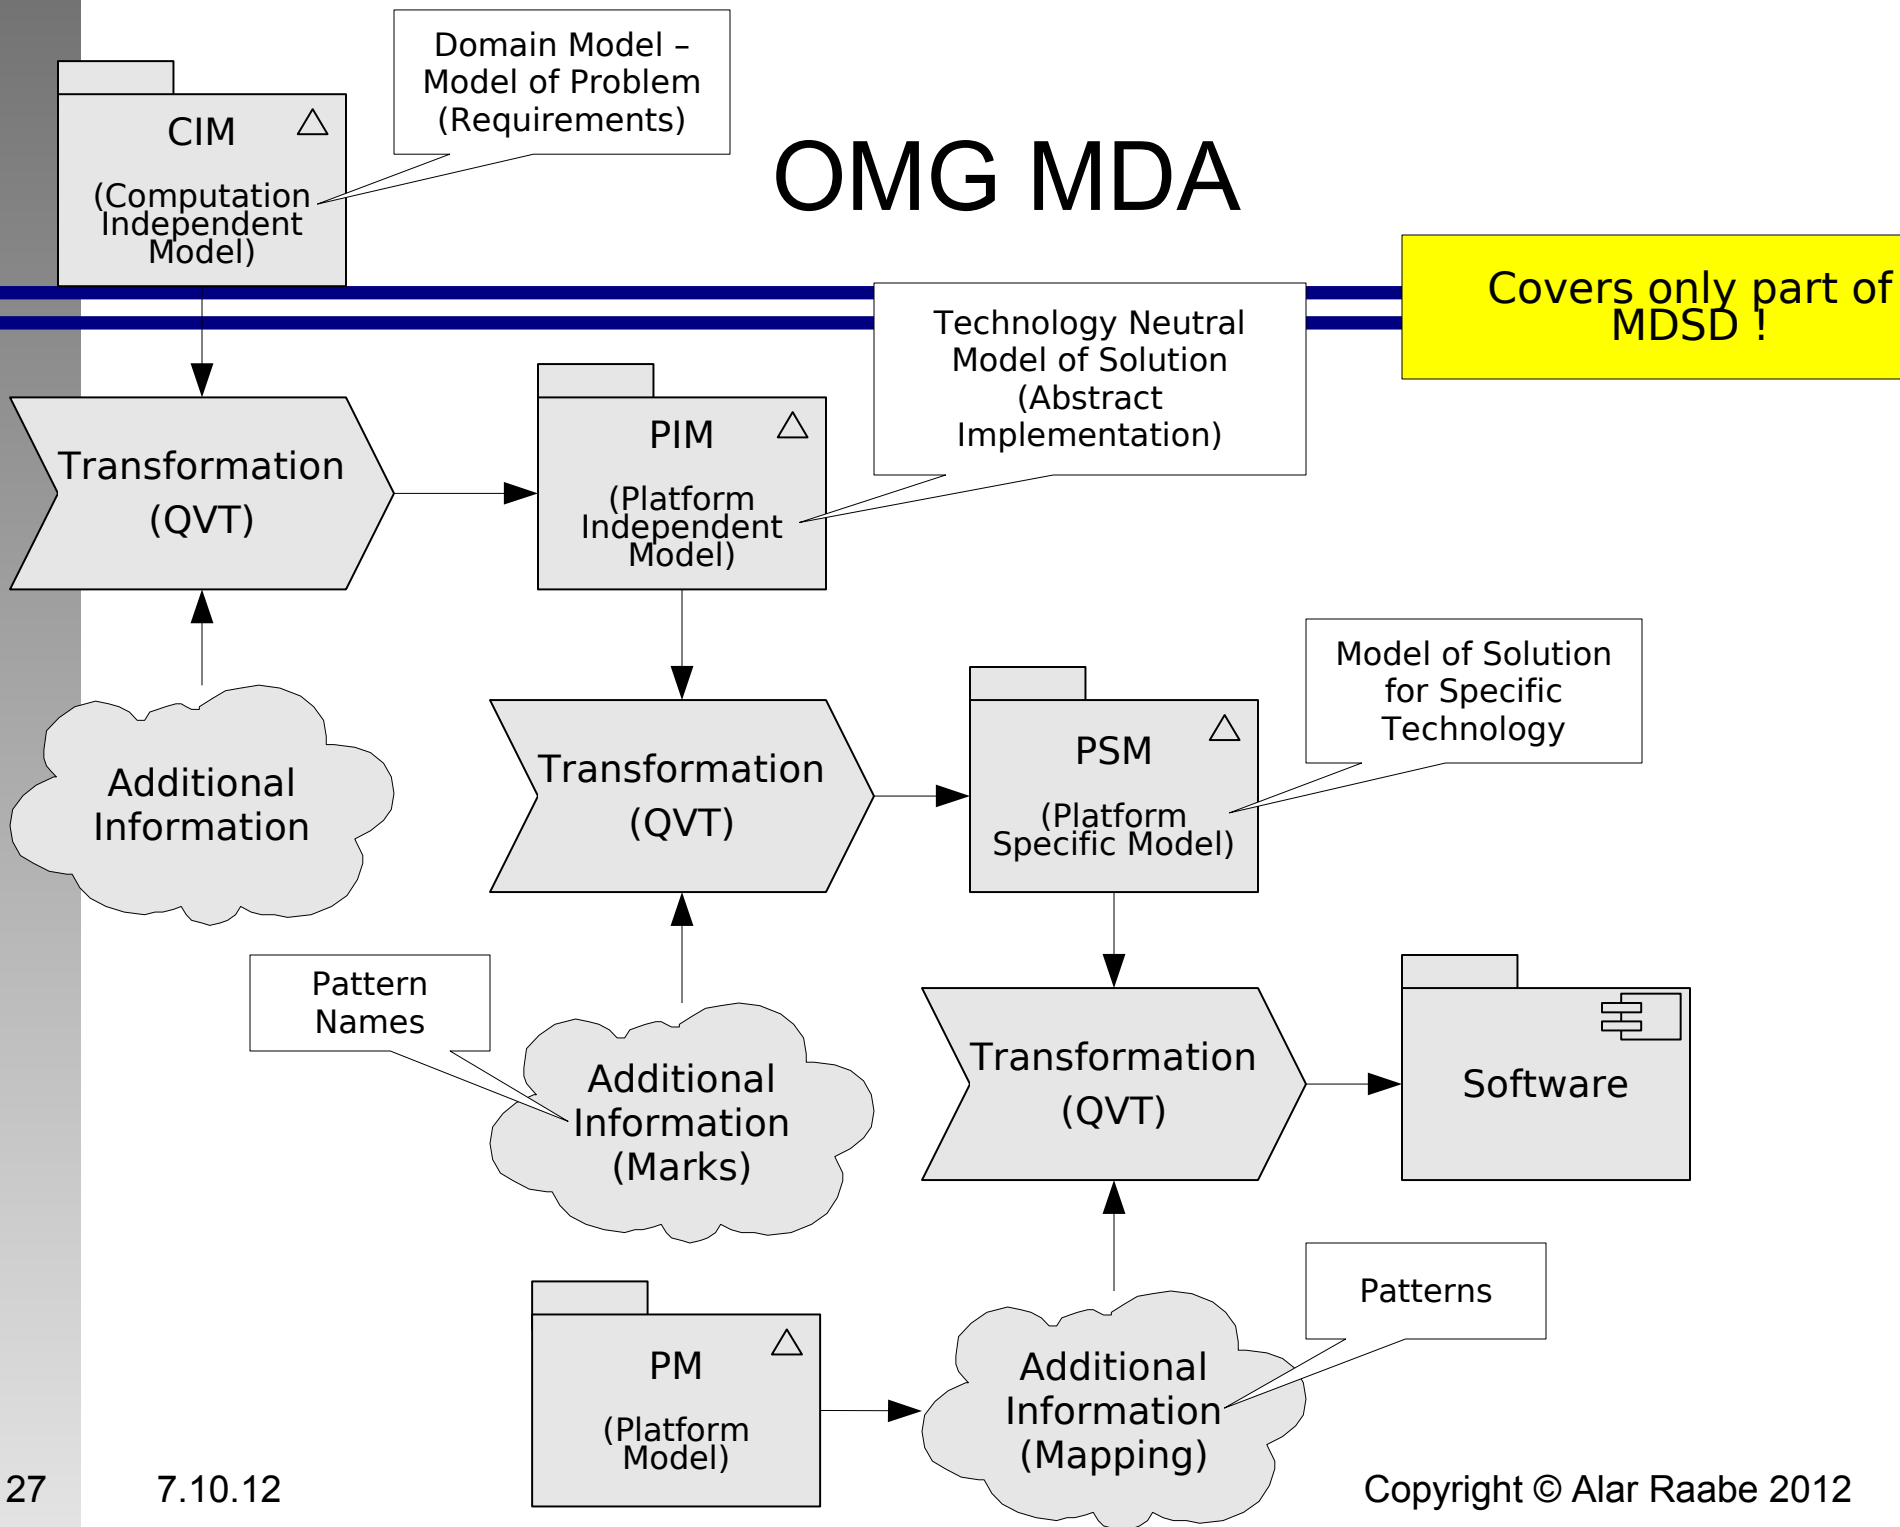 Domain Model –
Model of Problem
(Requirements)
CIM
(Computation
Independent
Model)
OMG MDA
Covers only part of
MDSD !
Technology Neutral
Model of Solution
(Abstract
Implementation)
Transformation
(QVT)
PIM
(Platform
Independent
Model)
Additional
Information
Transformation
(QVT)
PSM
(Platform
Specific Model)
Model of Solution
for Specific
Technology
Pattern
Names
Additional
Information
(Marks)
Transformation
(QVT)
Software
PM
(Platform
Model)
Additional
Information
(Mapping)
Patterns
27
7.10.12
Copyright © Alar Raabe 2012